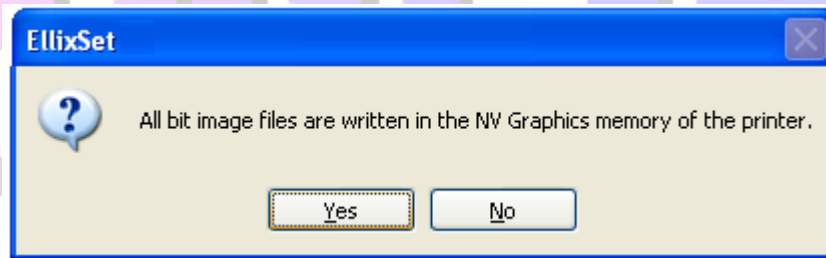 EllixSet
All bit image files are written in the NV Graphics memory of the printer.
Yes No